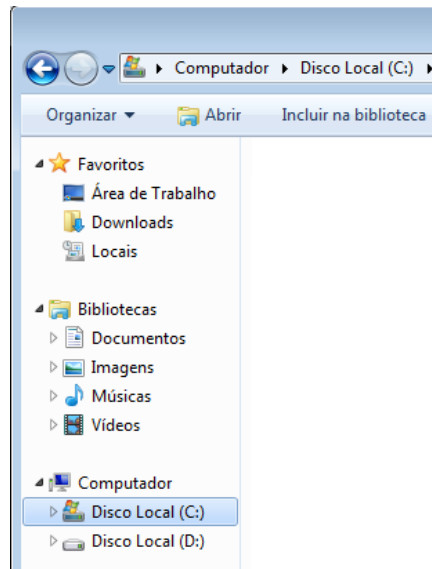 Computador Disco Local (C:)
Organizar Abrir Incluir na biblioteca
Favoritos
Área de Trabalho
Downloads
Locais
Bibliotecas
Documentos
Imagens
Músicas
Vídeos
Computador
Disco Local (C:)
Disco Local (D:)